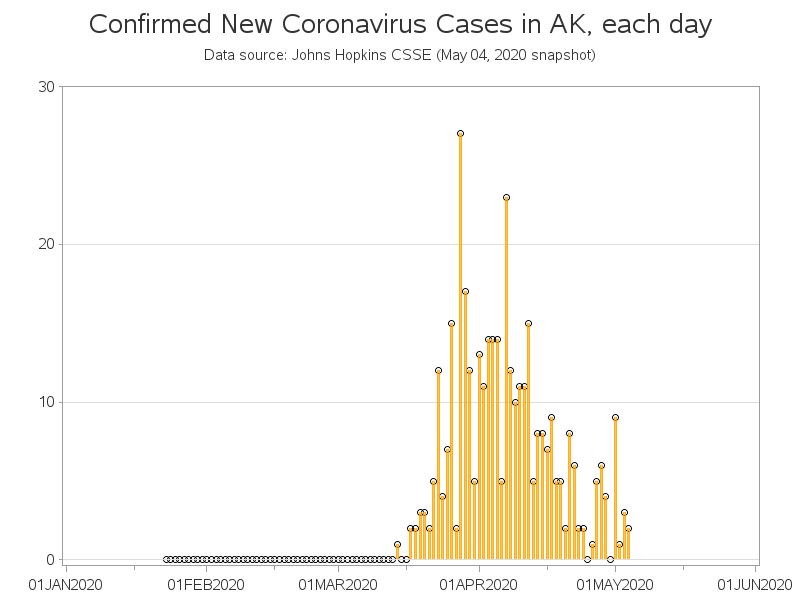 Confirmed New Coronavirus Cases in AK, each day
Data source: Johns Hopkins CSSE (May 04, 2020 snapshot)
30
20
10
0
01JAN2020 01FEB2020 01MAR2020 01APR2020 01MAY2020 01JUN2020